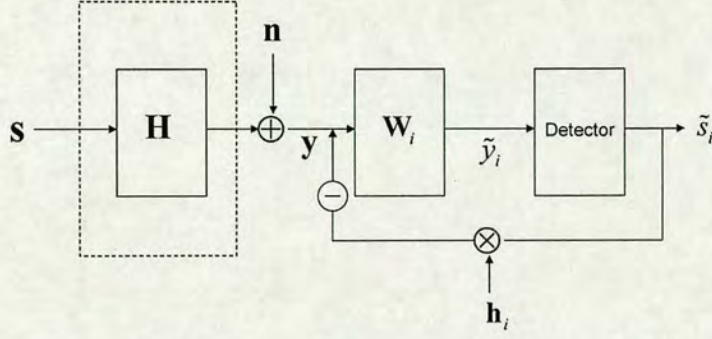 n
s
H
y
W_i
ỹ_i
Detector
s̃_i
h_i